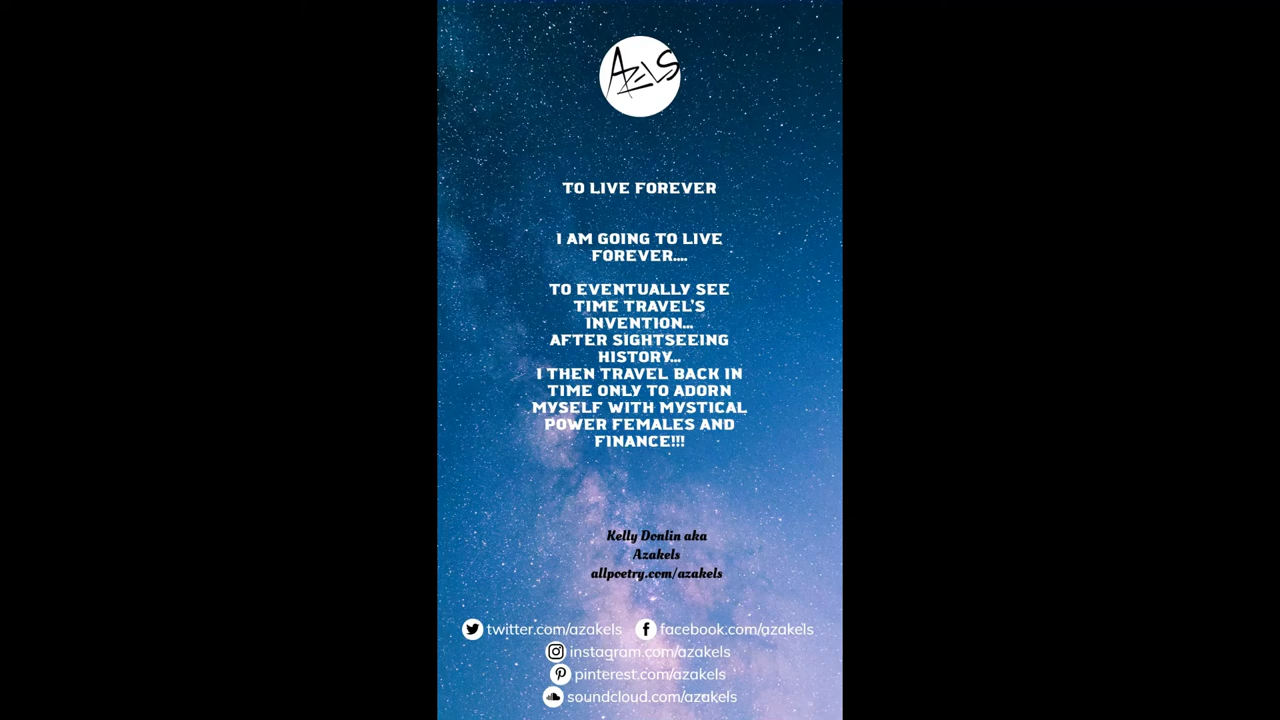 AzeLS
TO LIVE FOREVER
I AM GOING TO LIVE
FOREVER....
TO EVENTUALLY SEE
TIME TRAVEL'S
INVENTION...
AFTER SIGHTSEEING
HISTORY...
I THEN TRAVEL BACK IN
TIME ONLY TO ADORN
MYSELF WITH MYSTICAL
POWER FEMALES AND
FINANCE!!!
Kelly Donlin aka
Azakels
allpoetry.com/azakels
twitter.com/azakels facebook.com/azakels
instagram.com/azakels
pinterest.com/azakels
soundcloud.com/azakels